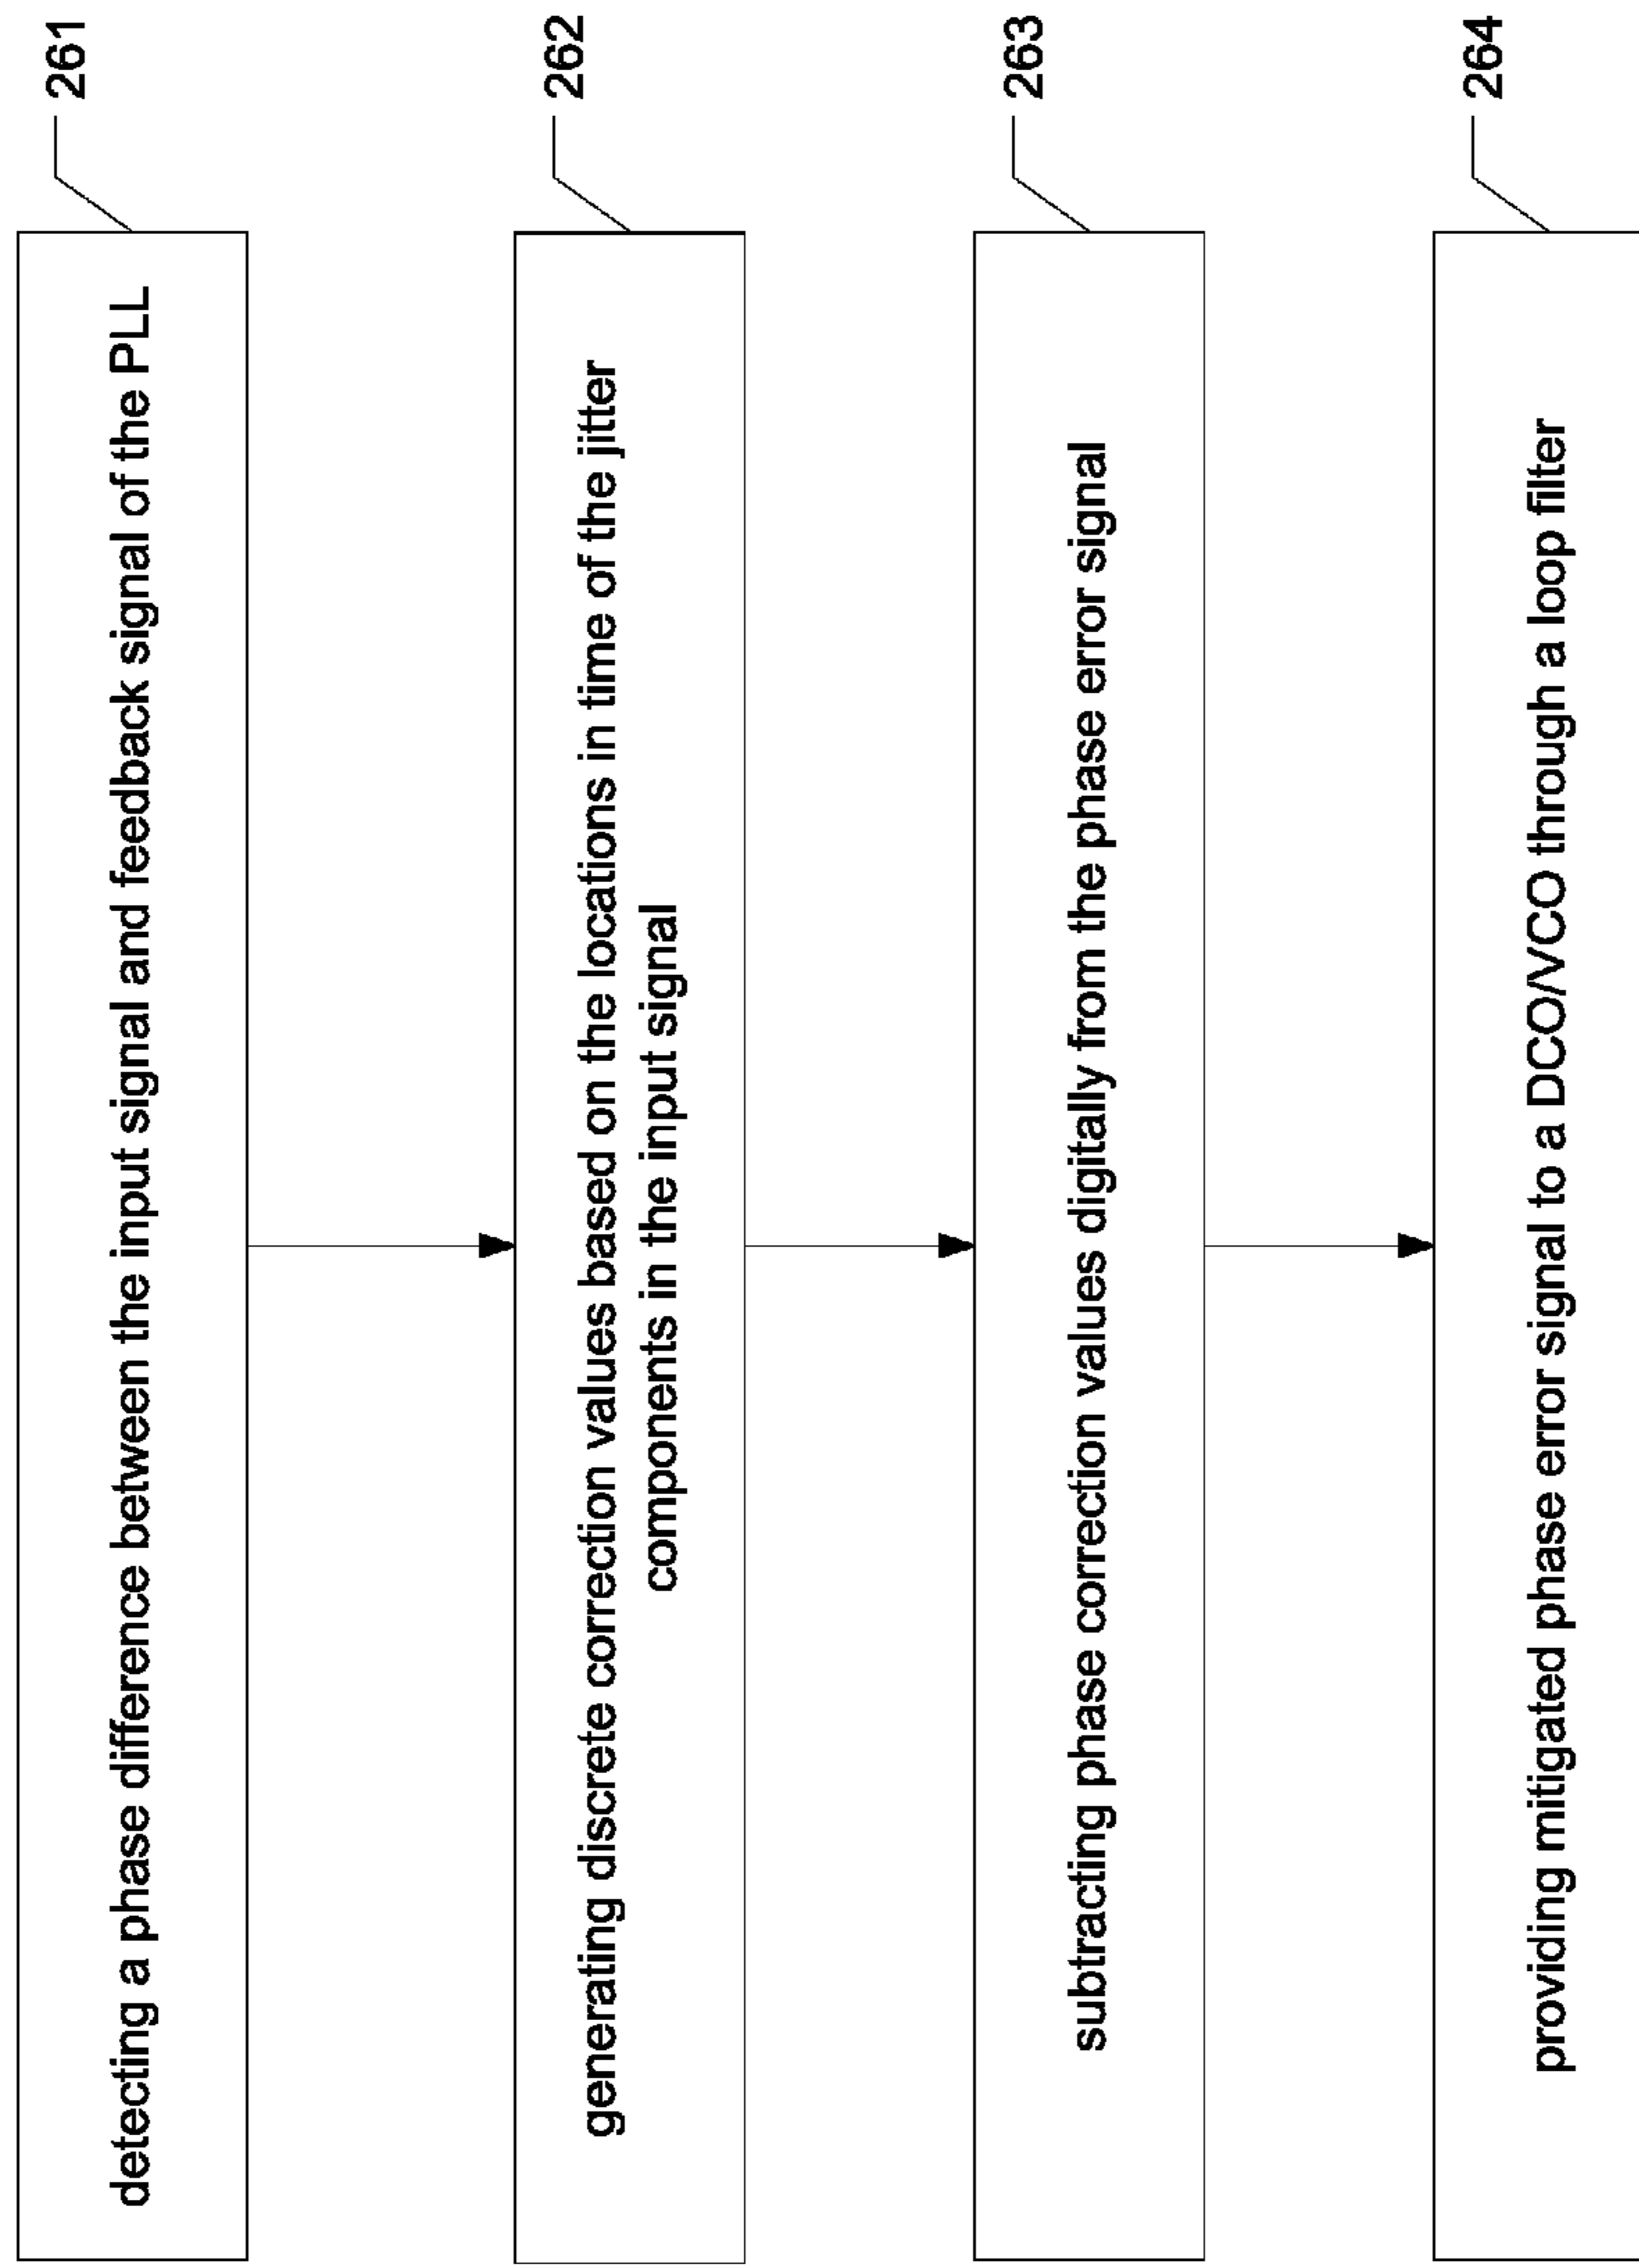 261
detecting a phase difference between the input signal and feedback signal of the PLL
262
generating discrete correction values based on the locations in time of the jitter
components in the input signal
263
subtracting phase correction values digitally from the phase error signal
264
providing mitigated phase error signal to a DCO/VCO through a loop filter